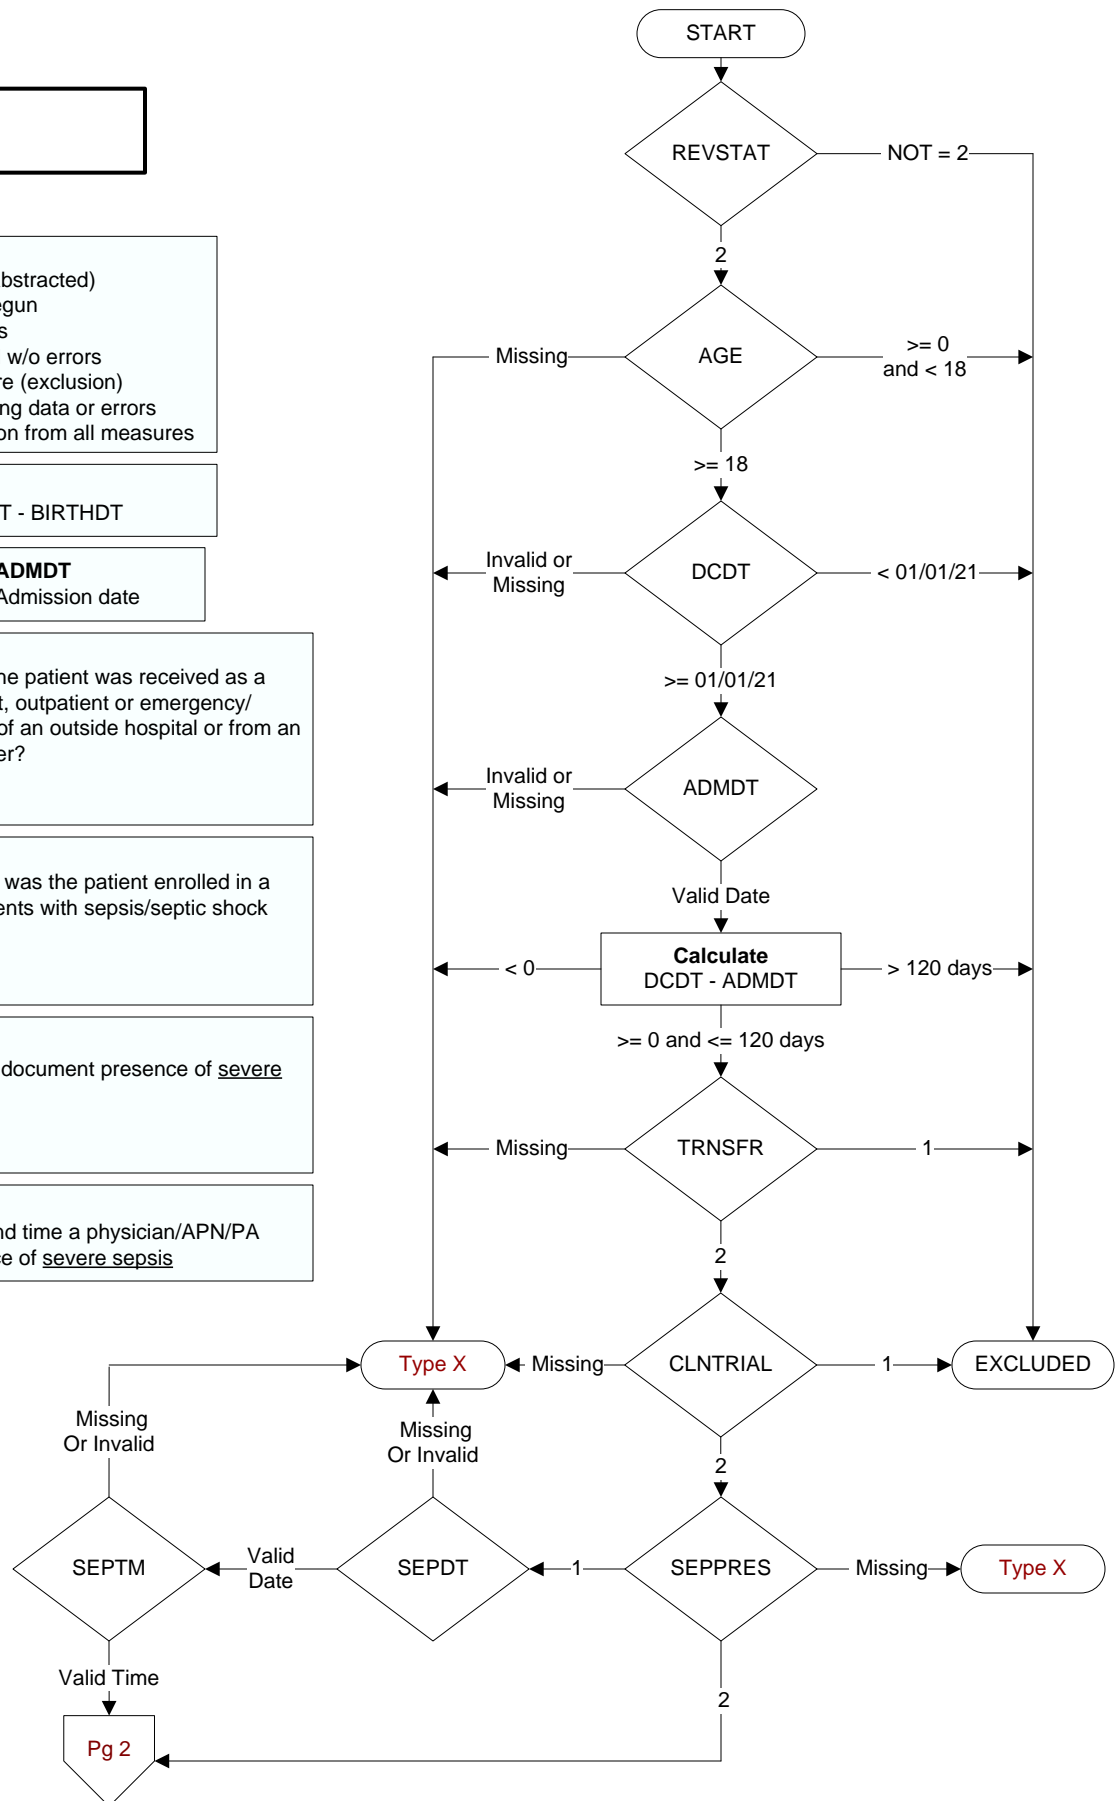 START
REVSTAT
NOT = 2
2
AGE
Missing
>= 0
and < 18
>= 18
DCDT
Invalid or
Missing
< 01/01/21
>= 01/01/21
ADMDT
Invalid or
Missing
Valid Date
Calculate
DCDT - ADMDT
< 0
> 120 days
>= 0 and <= 120 days
TRNSFR
Missing
1
2
Type X
Missing
CLNTRIAL
1
EXCLUDED
Missing
Or Invalid
Missing
Or Invalid
2
SEPTM
Valid
Date
SEPDT
1
SEPPRES
Missing
Type X
Valid Time
2
Pg 2
bstracted)
egun
s
w/o errors
re (exclusion)
ng data or errors
on from all measures
T - BIRTHDT
ADMDT
Admission date
he patient was received as a
t, outpatient or emergency/
of an outside hospital or from an
er?
was the patient enrolled in a
ents with sepsis/septic shock
document presence of severe
nd time a physician/APN/PA
ce of severe sepsis